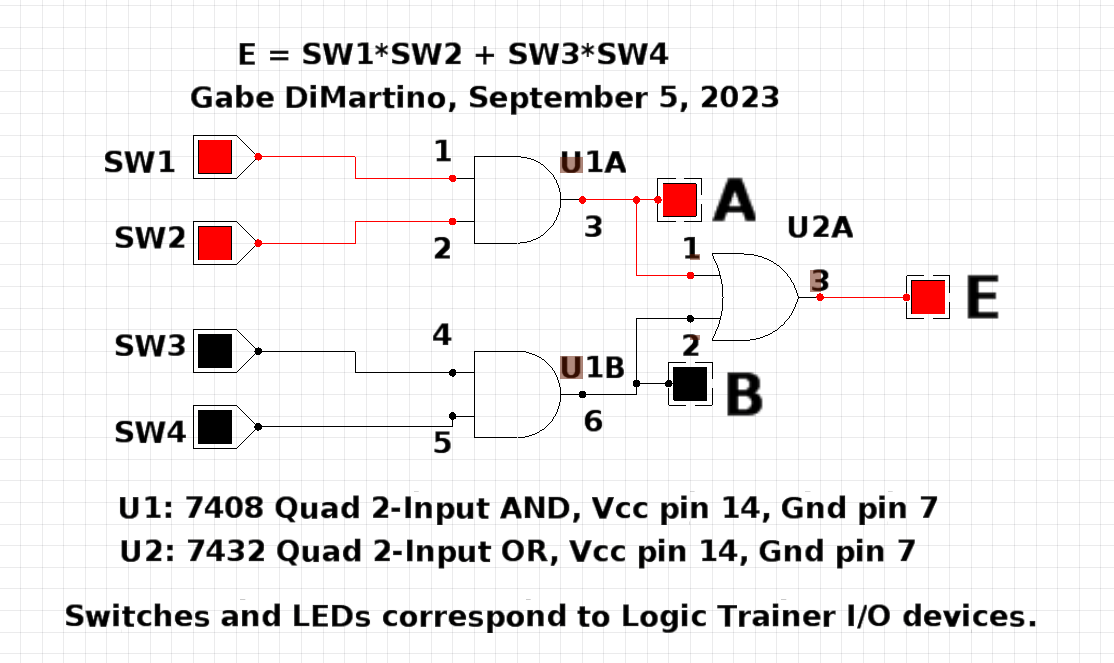 E = SW1*SW2 + SW3*SW4
Gabe DiMartino, September 5, 2023
SW1
1
U1A
A
SW2
2
3
U2A
1
3
E
SW3
4
2
U1B
B
SW4
5
6
U1: 7408 Quad 2-Input AND, Vcc pin 14, Gnd pin 7
U2: 7432 Quad 2-Input OR, Vcc pin 14, Gnd pin 7
Switches and LEDs correspond to Logic Trainer I/O devices.